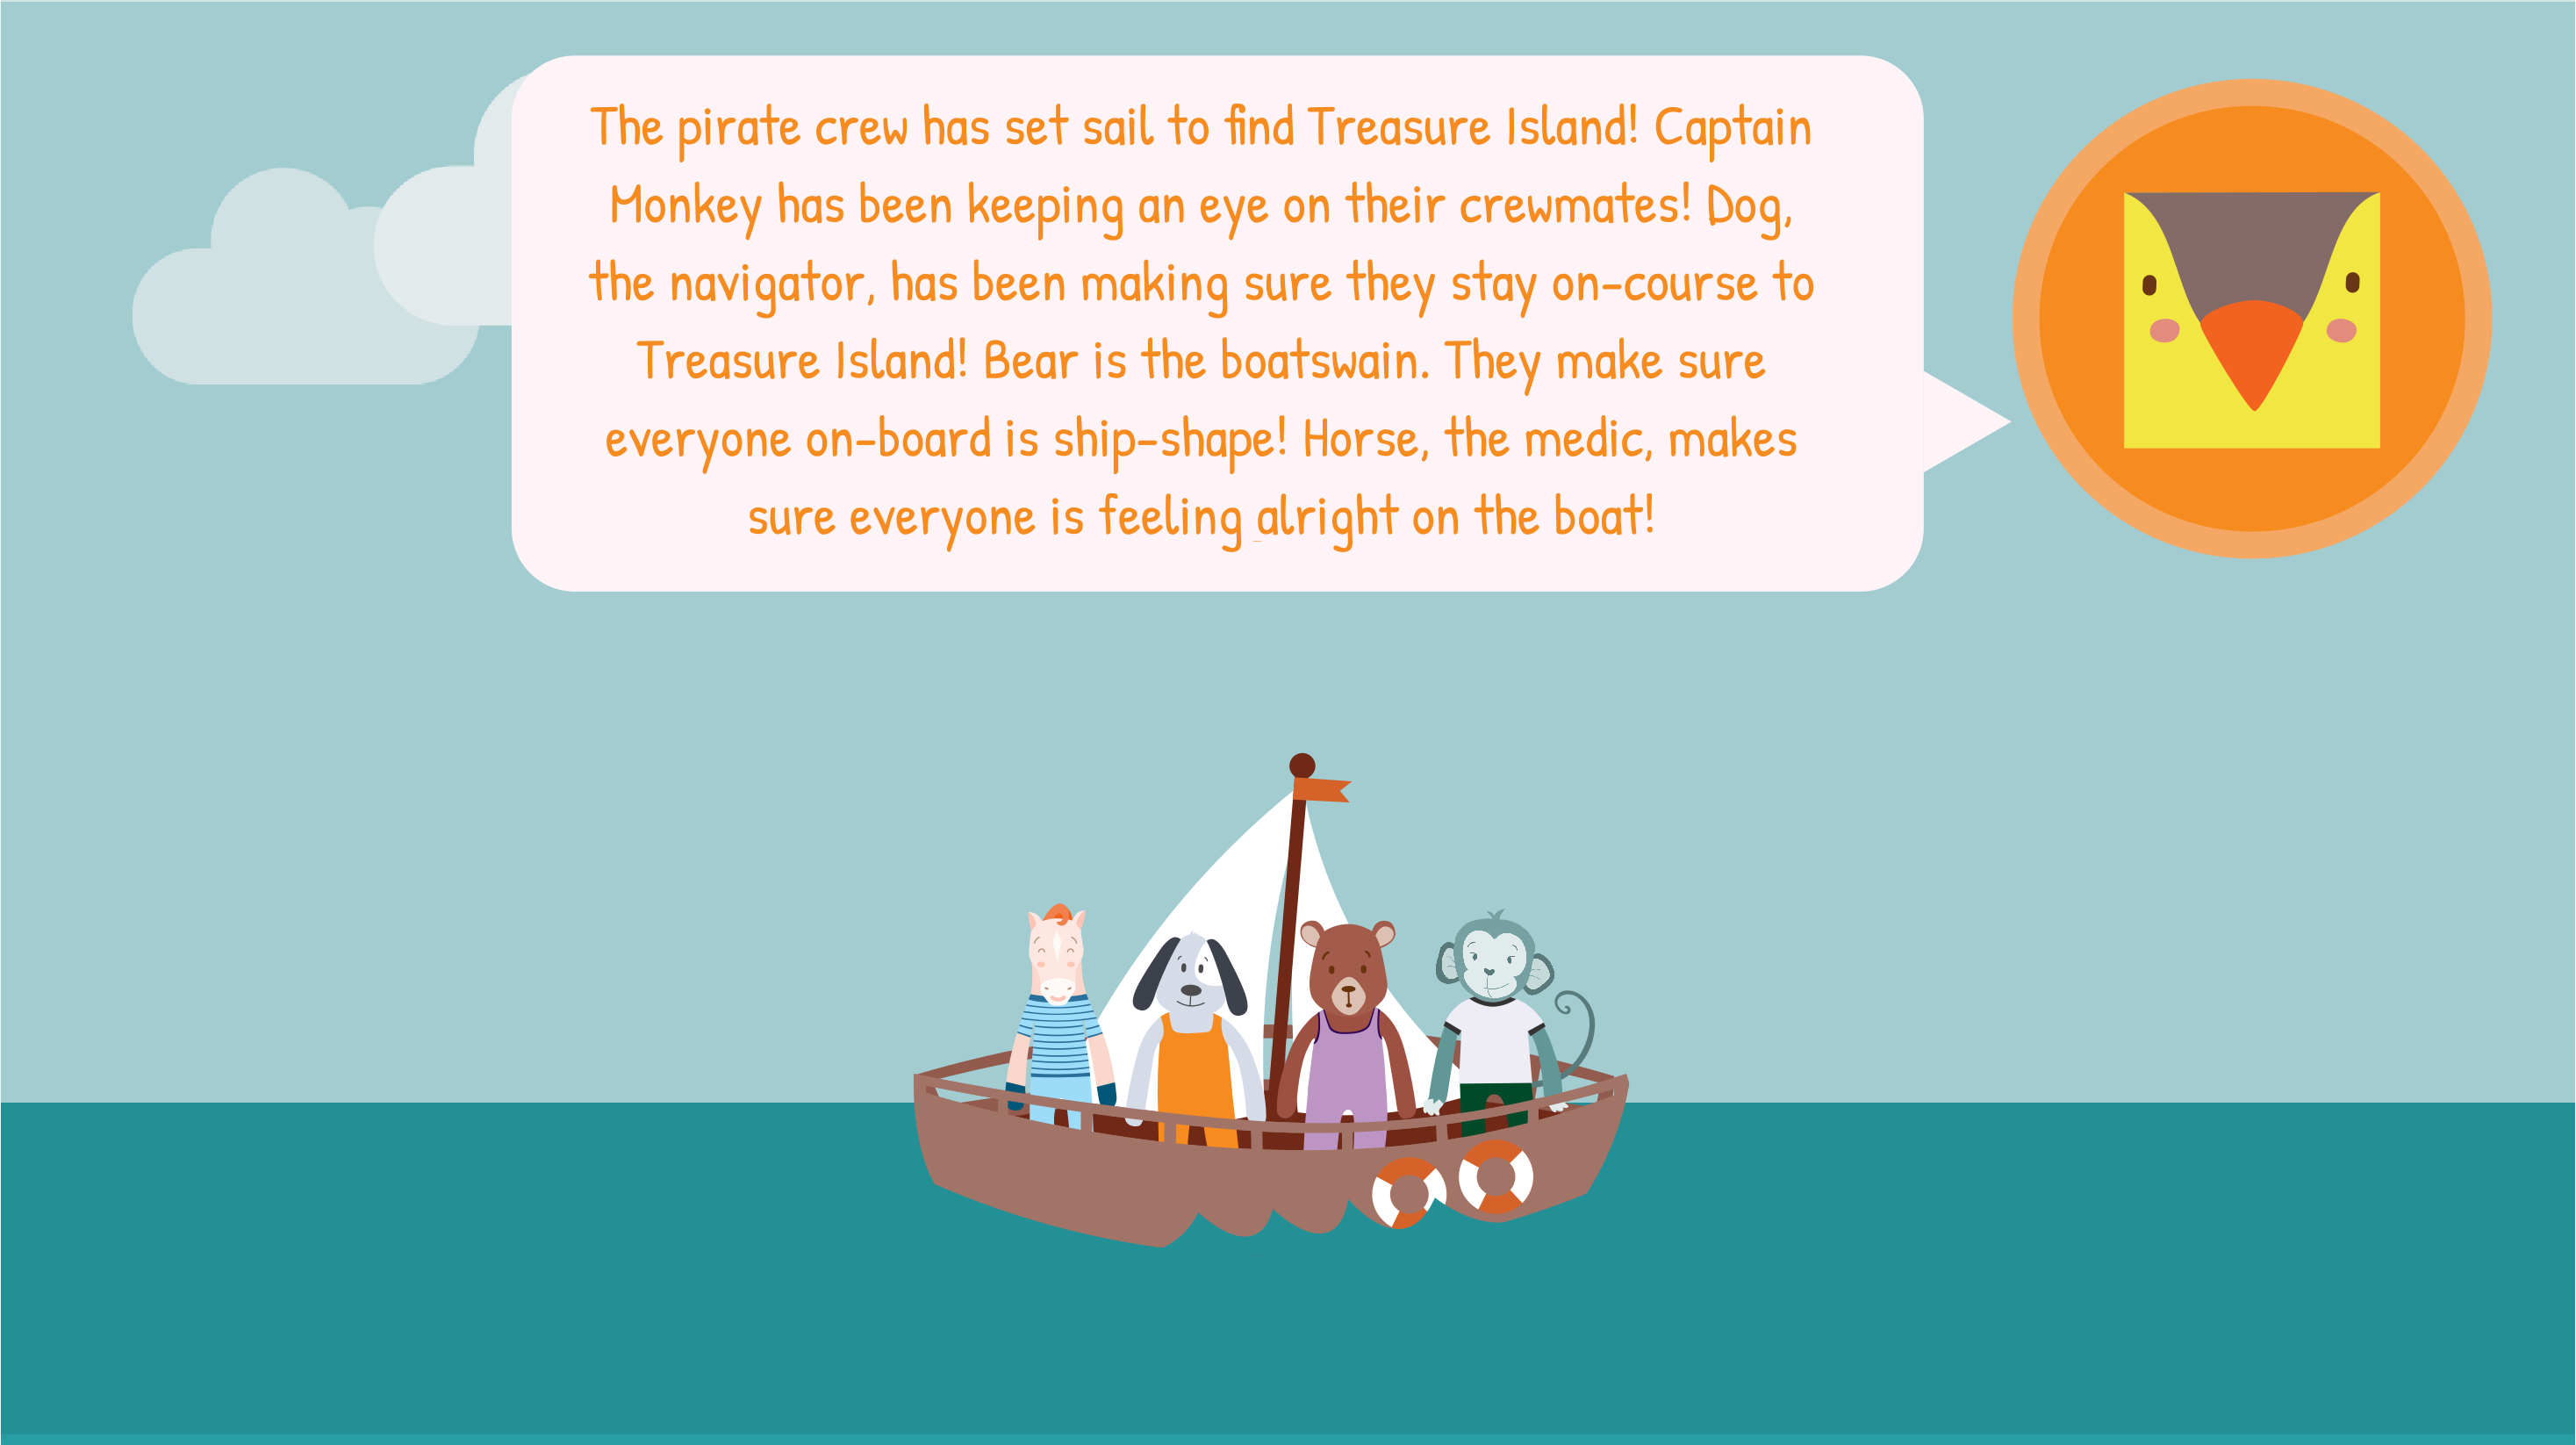 The pirate crew has set sail to find Treasure Island! Captain
Monkey has been keeping an eye on their crewmates! Dog,
the navigator, has been making sure they stay on-course to
Treasure Island! Bear is the boatswain. They make sure
everyone on-board is ship-shape! Horse, the medic, makes
sure everyone is feeling alright on the boat!